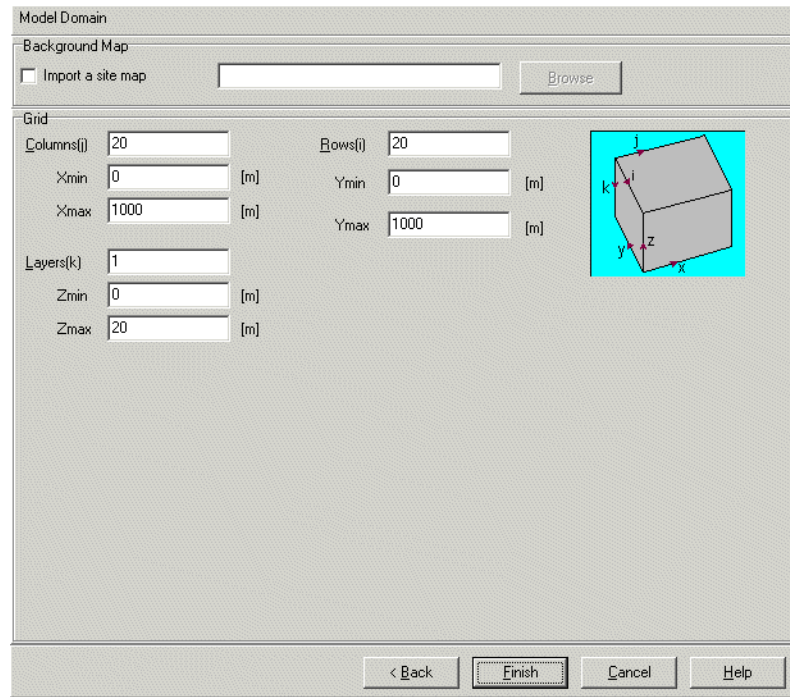 Model Domain
Background Map
Import a site map
Browse
Grid
Columns(j) 20 Rows(i) 20
Xmin 0 [m] Ymin 0 [m]
Xmax 1000 [m] Ymax 1000 [m]
Layers(k) 1
Zmin 0 [m]
Zmax 20 [m]
j
i
k
z
y
x
< Back Finish Cancel Help